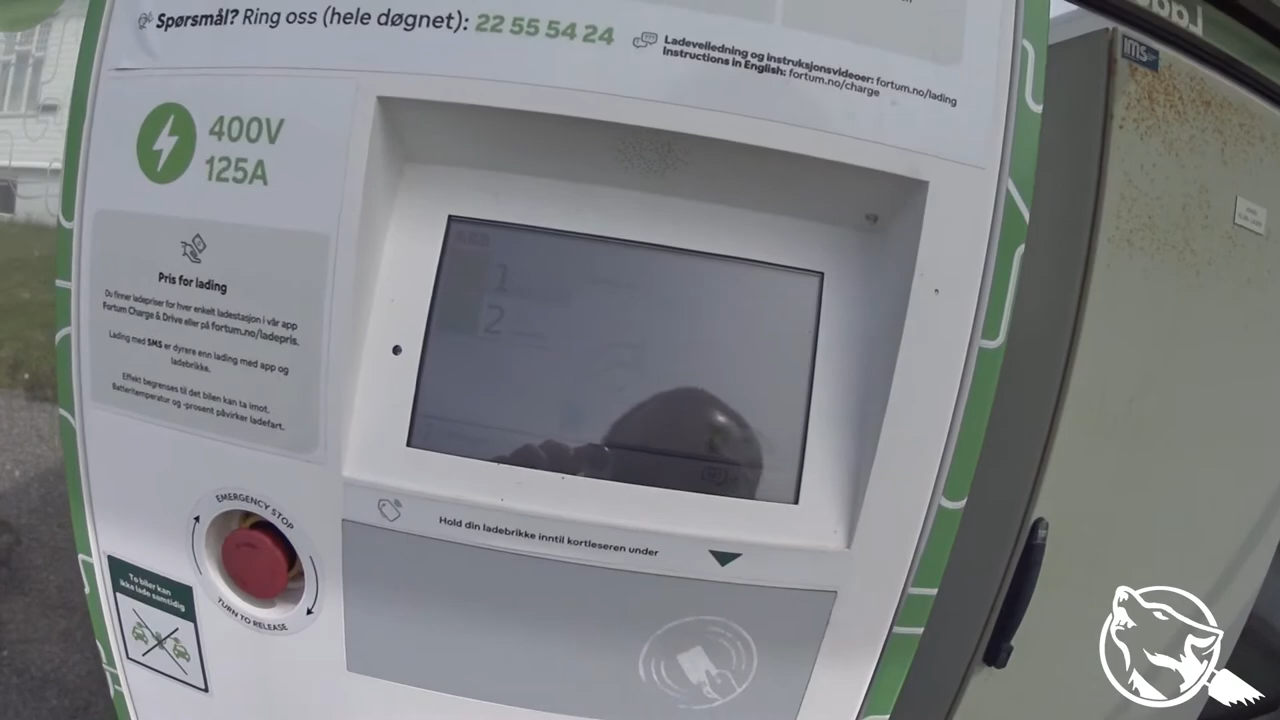 Spørsmål? Ring oss (hele døgnet): 22 55 54 24
Ladeveiledning og instruksjonsvideoer: fortum.no/lading
Instructions in English: fortum.no/charge
IMS
400V
125A
Pris for lading
Du finner ladepriser for hver enkelt ladestasjon i vår app
Fortum Charge & Drive eller på fortum.no/ladepris.
Lading med SMS er dyrere enn lading med app og
ladebrikke.
Effekt begrenses til det bilen kan ta imot.
Batteritemperatur og -prosent påvirker ladefart.
1
2
EMERGENCY STOP
TURN TO RELEASE
Hold din ladebrikke inntil kortleseren under
To biler kan
ikke lade samtidig